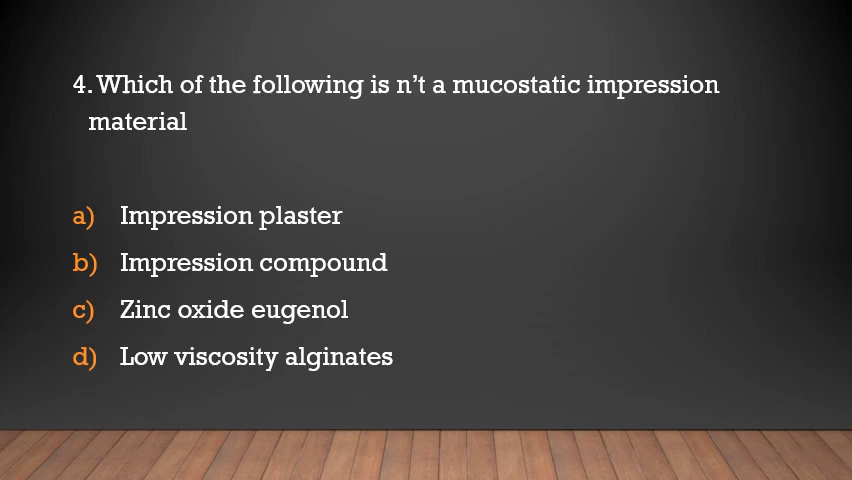 4. Which of the following is n't a mucostatic impression
material
a) Impression plaster
b) Impression compound
c) Zinc oxide eugenol
d) Low viscosity alginates